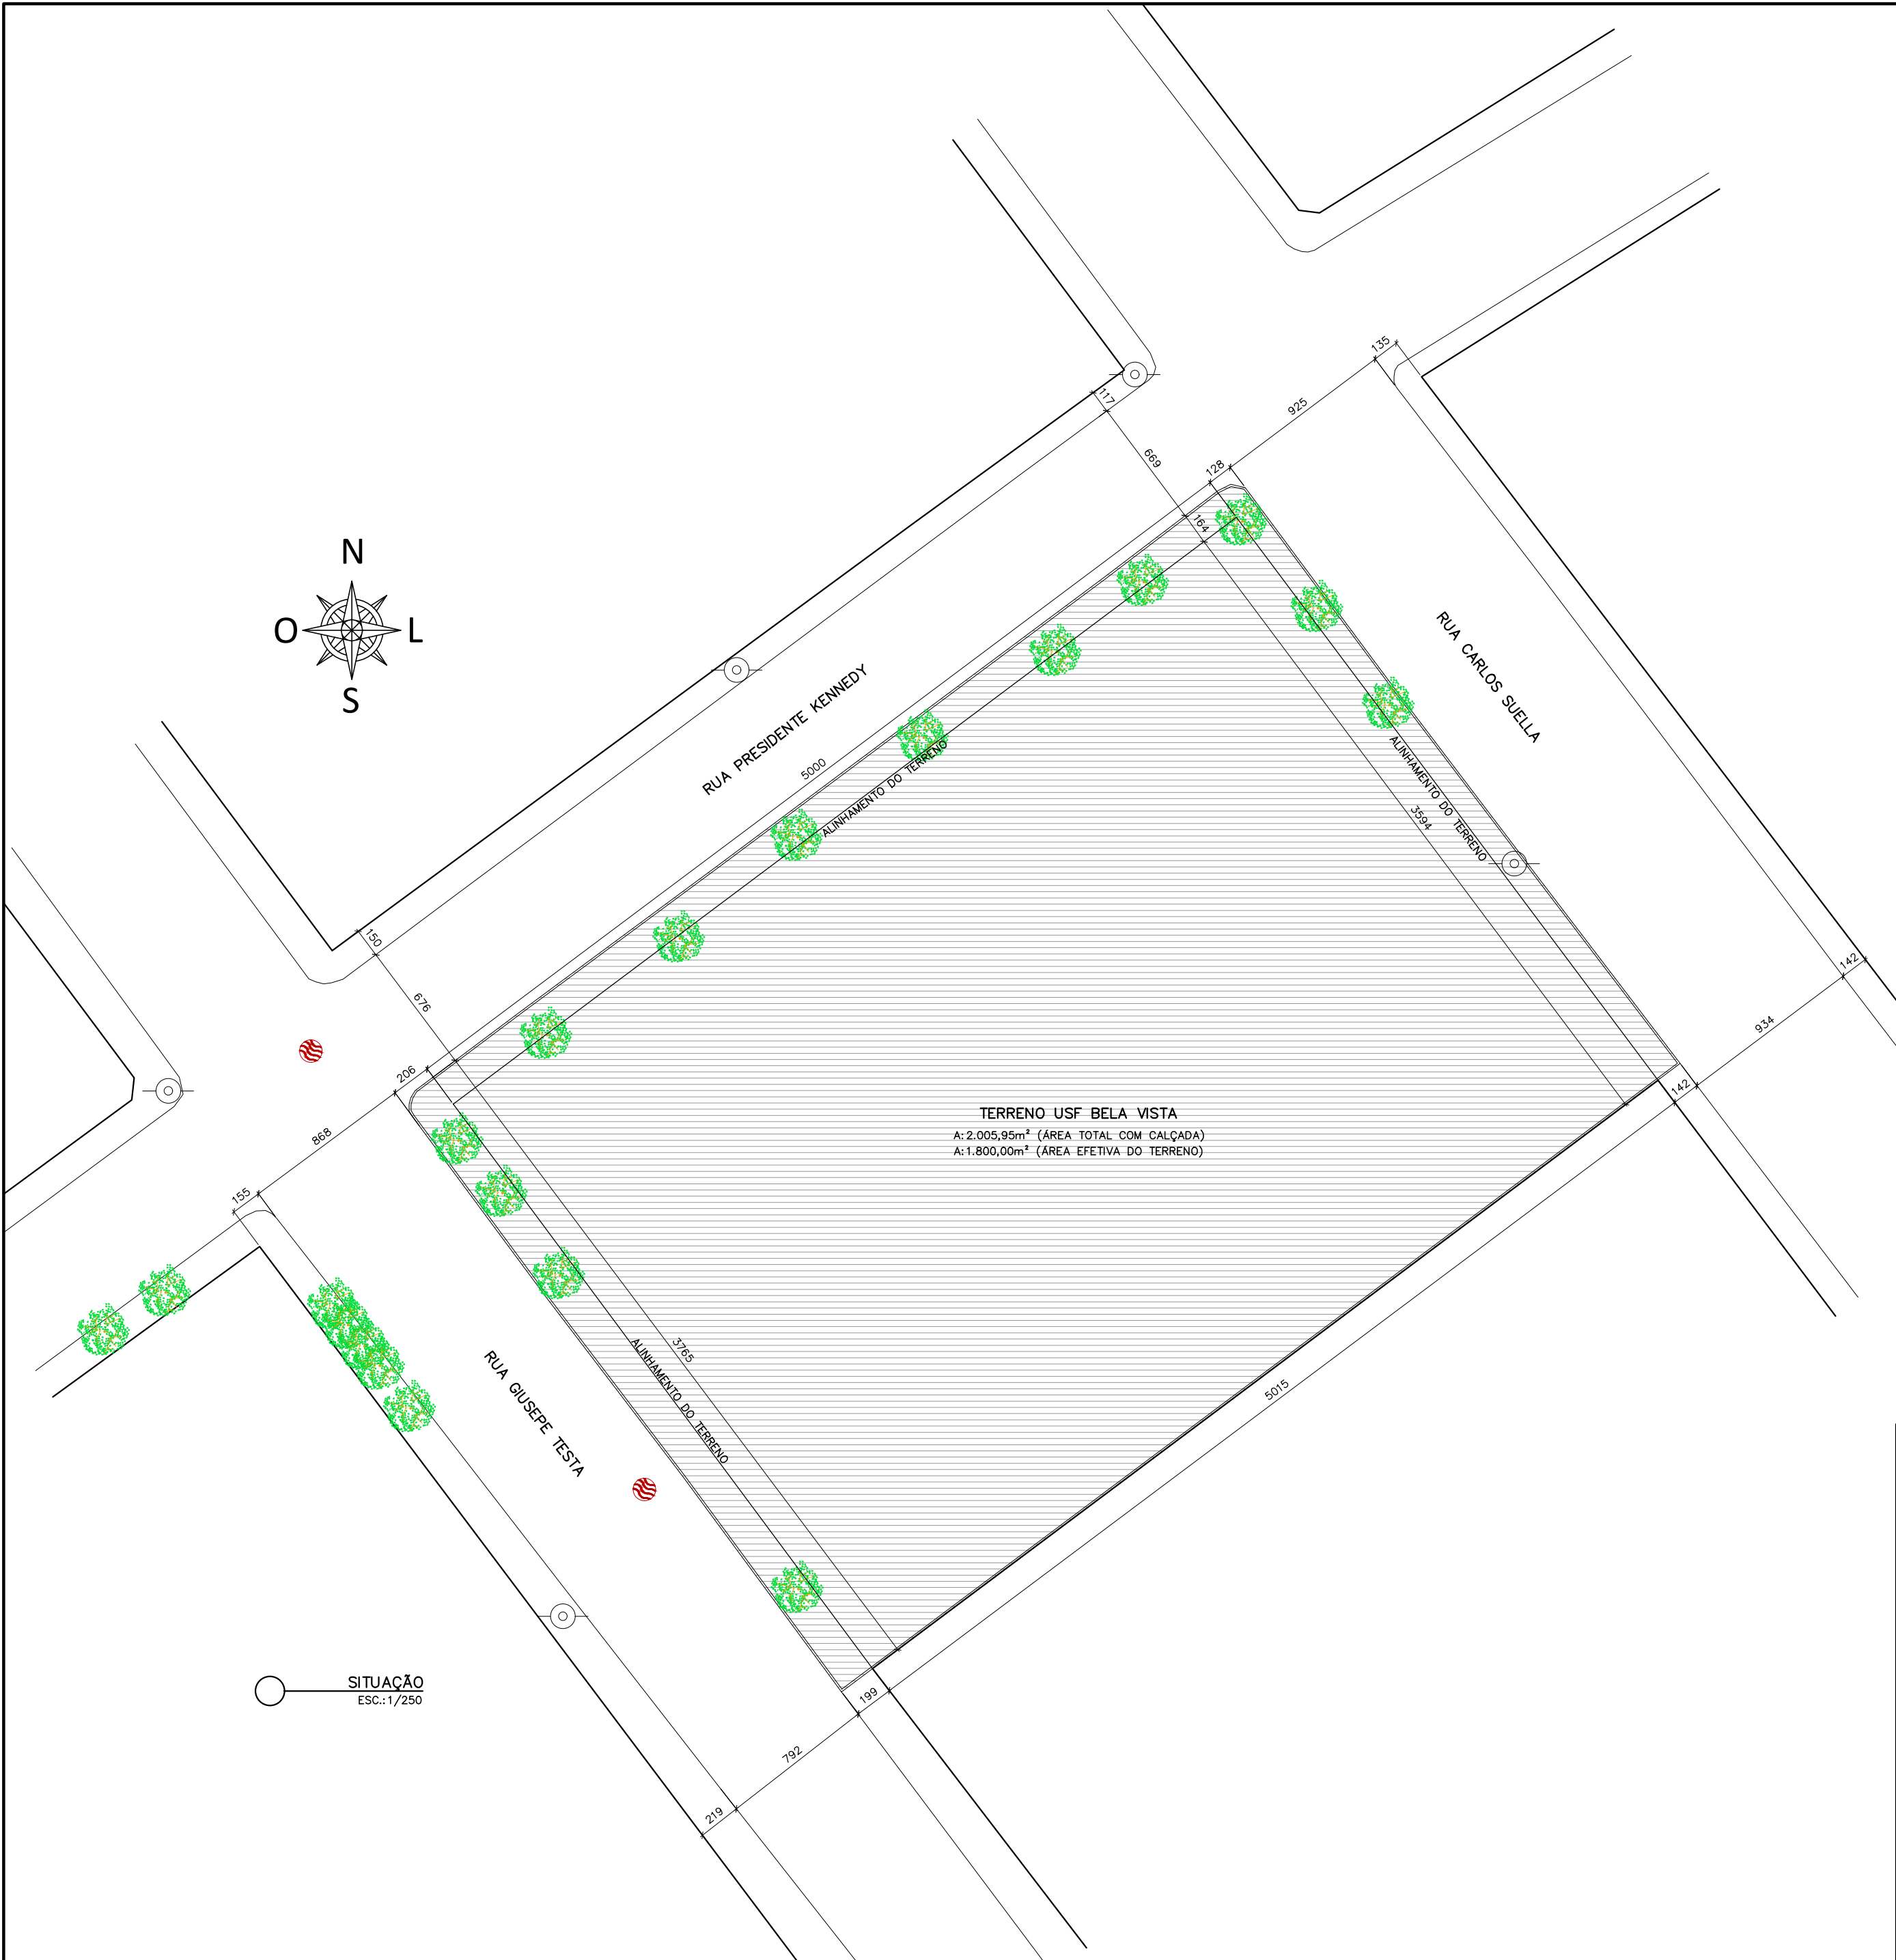 135
117
925
669
128
164
N
O
L
S
RUA CARLOS SUELLA
RUA PRESIDENTE KENNEDY
5000
ALINHAMENTO DO TERRENO
ALINHAMENTO DO TERRENO
3594
150
676
142
934
206
142
868
TERRENO USF BELA VISTA
A:2.005,95m² (ÁREA TOTAL COM CALÇADA)
A:1.800,00m² (ÁREA EFETIVA DO TERRENO)
155
3765
ALINHAMENTO DO TERRENO
RUA GIUSEPE TESTA
5015
SITUAÇÃO
ESC.:1/250
199
792
219